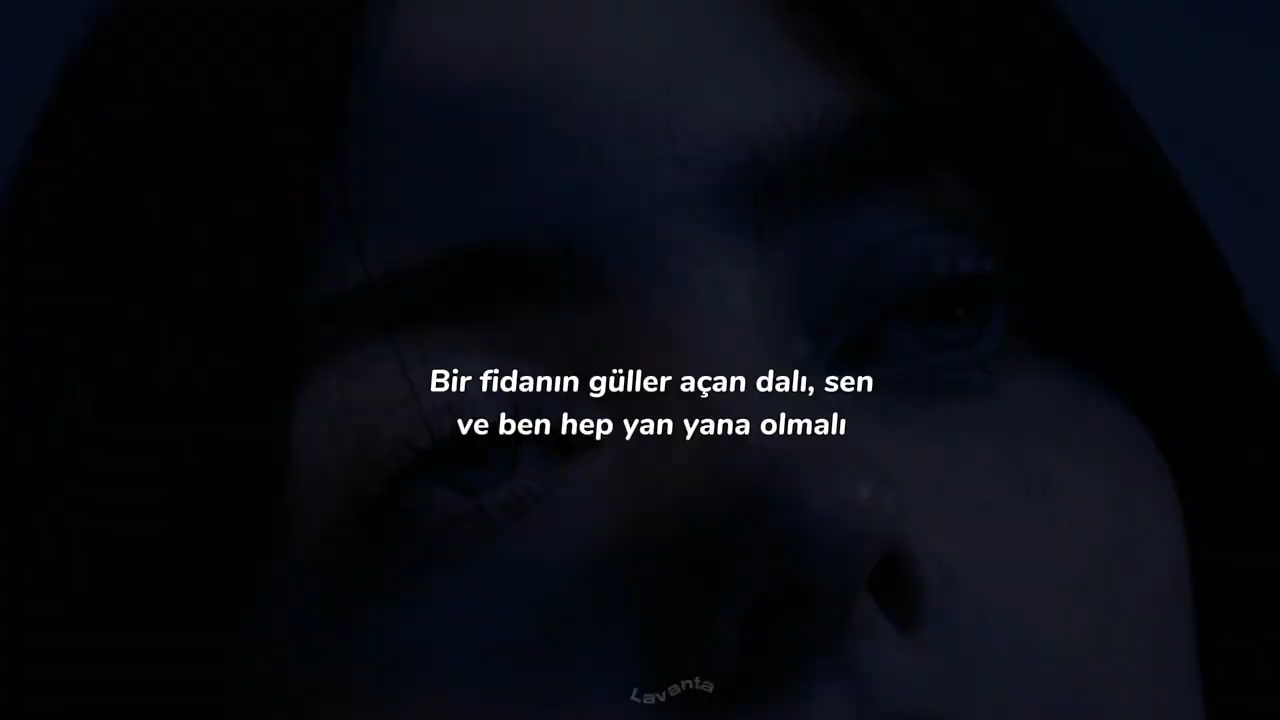 Bir fidanın güller açan dalı, sen
ve ben hep yan yana olmalı
Lavanta